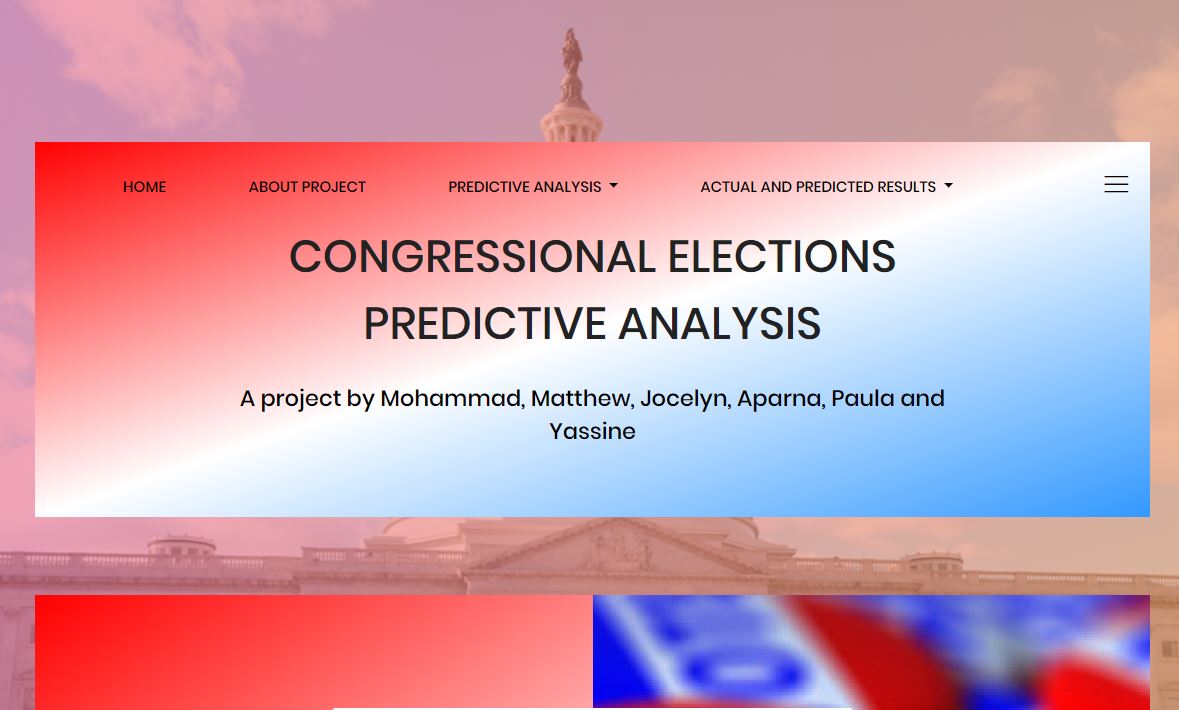 HOME ABOUT PROJECT PREDICTIVE ANALYSIS ACTUAL AND PREDICTED RESULTS
CONGRESSIONAL ELECTIONS
PREDICTIVE ANALYSIS
A project by Mohammad, Matthew, Jocelyn, Aparna, Paula and
Yassine